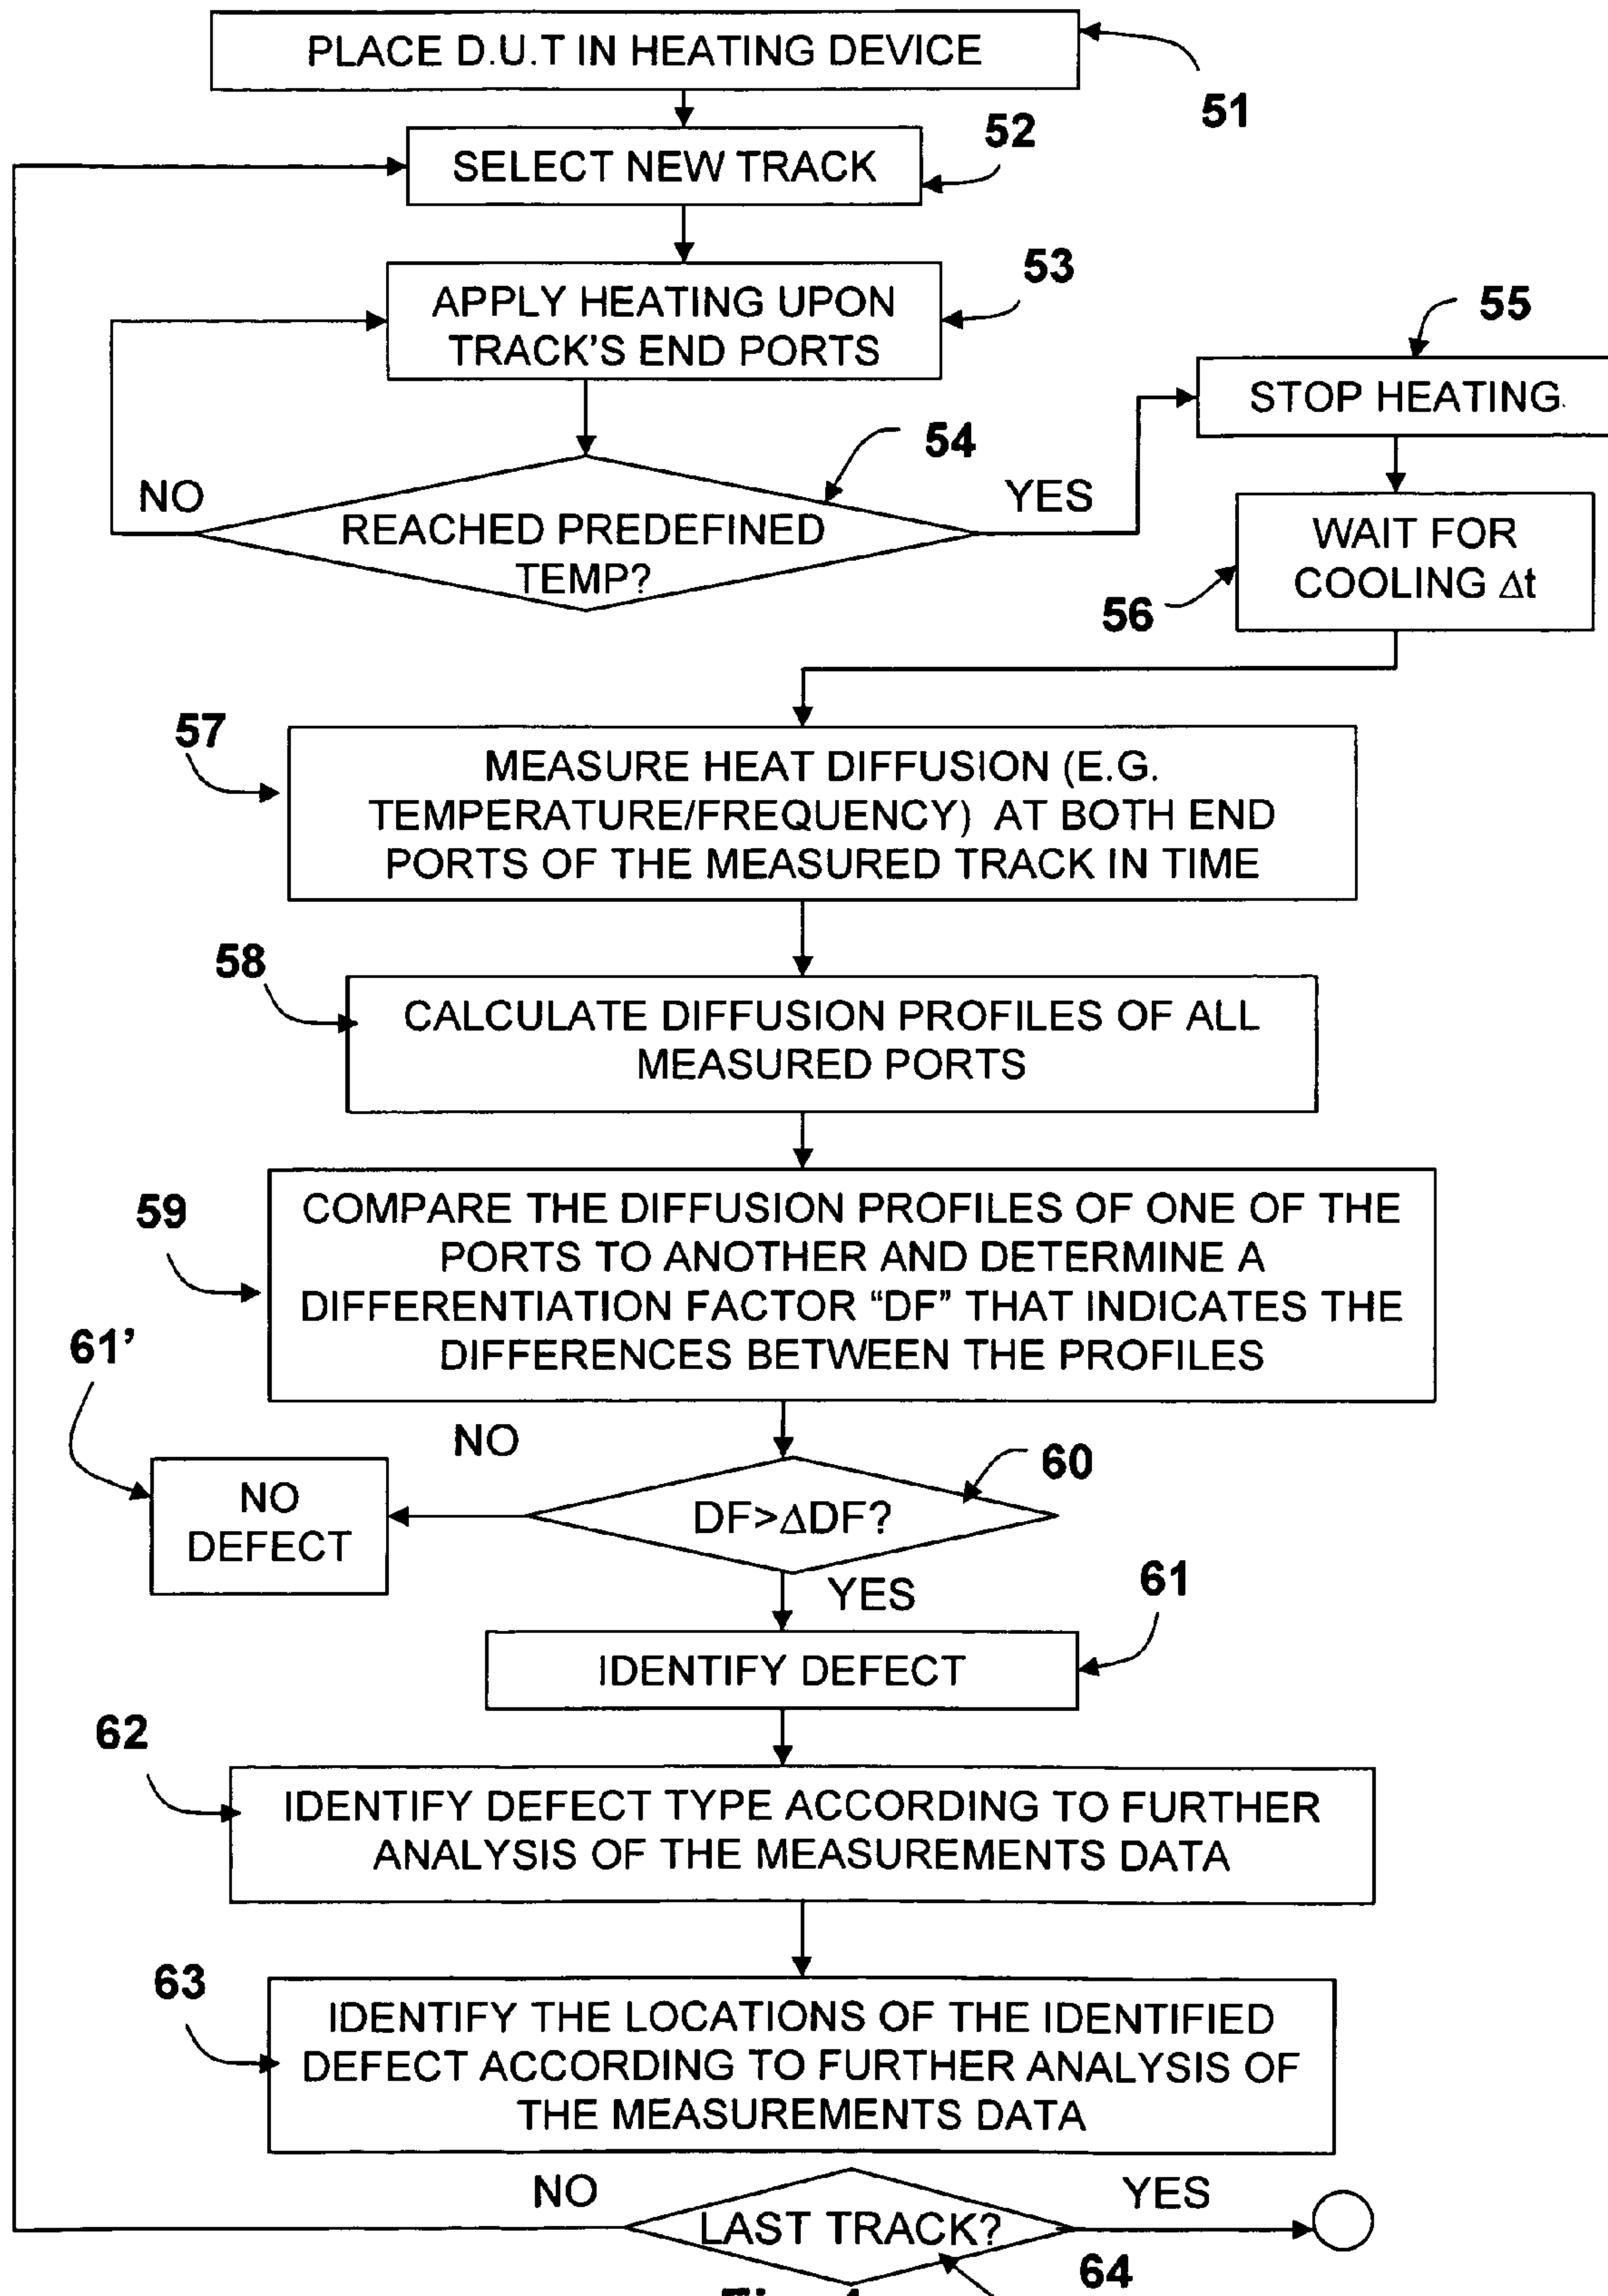 PLACE D.U.T IN HEATING DEVICE
51
52
SELECT NEW TRACK
53
APPLY HEATING UPON
TRACK'S END PORTS
55
STOP HEATING.
54
NO
YES
REACHED PREDEFINED
TEMP?
WAIT FOR
COOLING Δt
56
57
MEASURE HEAT DIFFUSION (E.G.
TEMPERATURE/FREQUENCY) AT BOTH END
PORTS OF THE MEASURED TRACK IN TIME
58
CALCULATE DIFFUSION PROFILES OF ALL
MEASURED PORTS
59
COMPARE THE DIFFUSION PROFILES OF ONE OF THE
PORTS TO ANOTHER AND DETERMINE A
DIFFERENTIATION FACTOR “DF” THAT INDICATES THE
DIFFERENCES BETWEEN THE PROFILES
61’
NO
60
NO
DEFECT
DF>ΔDF?
YES
61
IDENTIFY DEFECT
62
IDENTIFY DEFECT TYPE ACCORDING TO FURTHER
ANALYSIS OF THE MEASUREMENTS DATA
63
IDENTIFY THE LOCATIONS OF THE IDENTIFIED
DEFECT ACCORDING TO FURTHER ANALYSIS OF
THE MEASUREMENTS DATA
NO
YES
LAST TRACK?
64